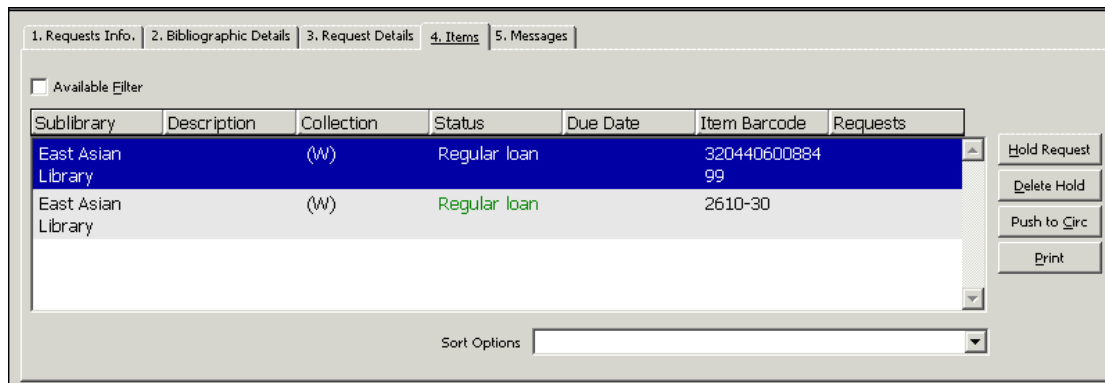 1. Requests Info. 2. Bibliographic Details 3. Request Details 4. Items 5. Messages
Available Filter
Sublibrary Description Collection Status Due Date Item Barcode Requests
East Asian (W) Regular loan 320440600884
Library 99
East Asian (W) Regular loan 2610-30
Library
Hold Request
Delete Hold
Push to Circ
Print
Sort Options